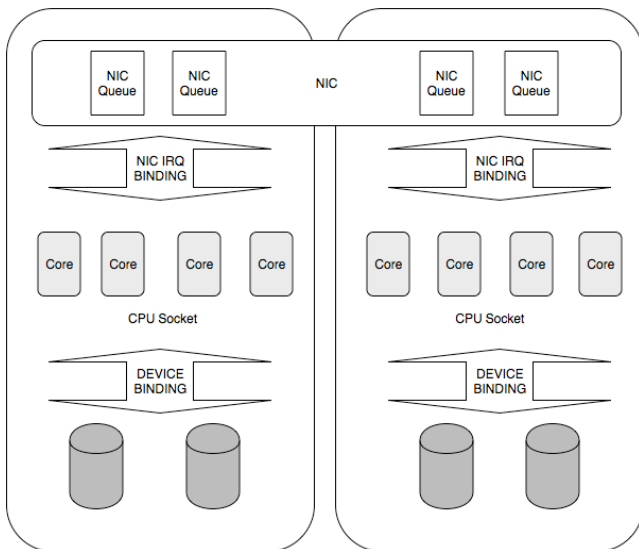 NIC
Queue
NIC
Queue
NIC
NIC
Queue
NIC
Queue
NIC IRQ
BINDING
NIC IRQ
BINDING
Core
Core
Core
Core
Core
Core
Core
Core
CPU Socket
CPU Socket
DEVICE
BINDING
DEVICE
BINDING